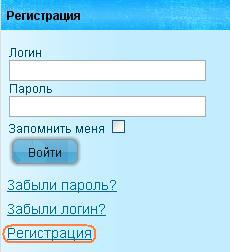 Регистрация
Логин
Пароль
Запомнить меня
Войти
Забыли пароль?
Забыли логин?
Регистрация